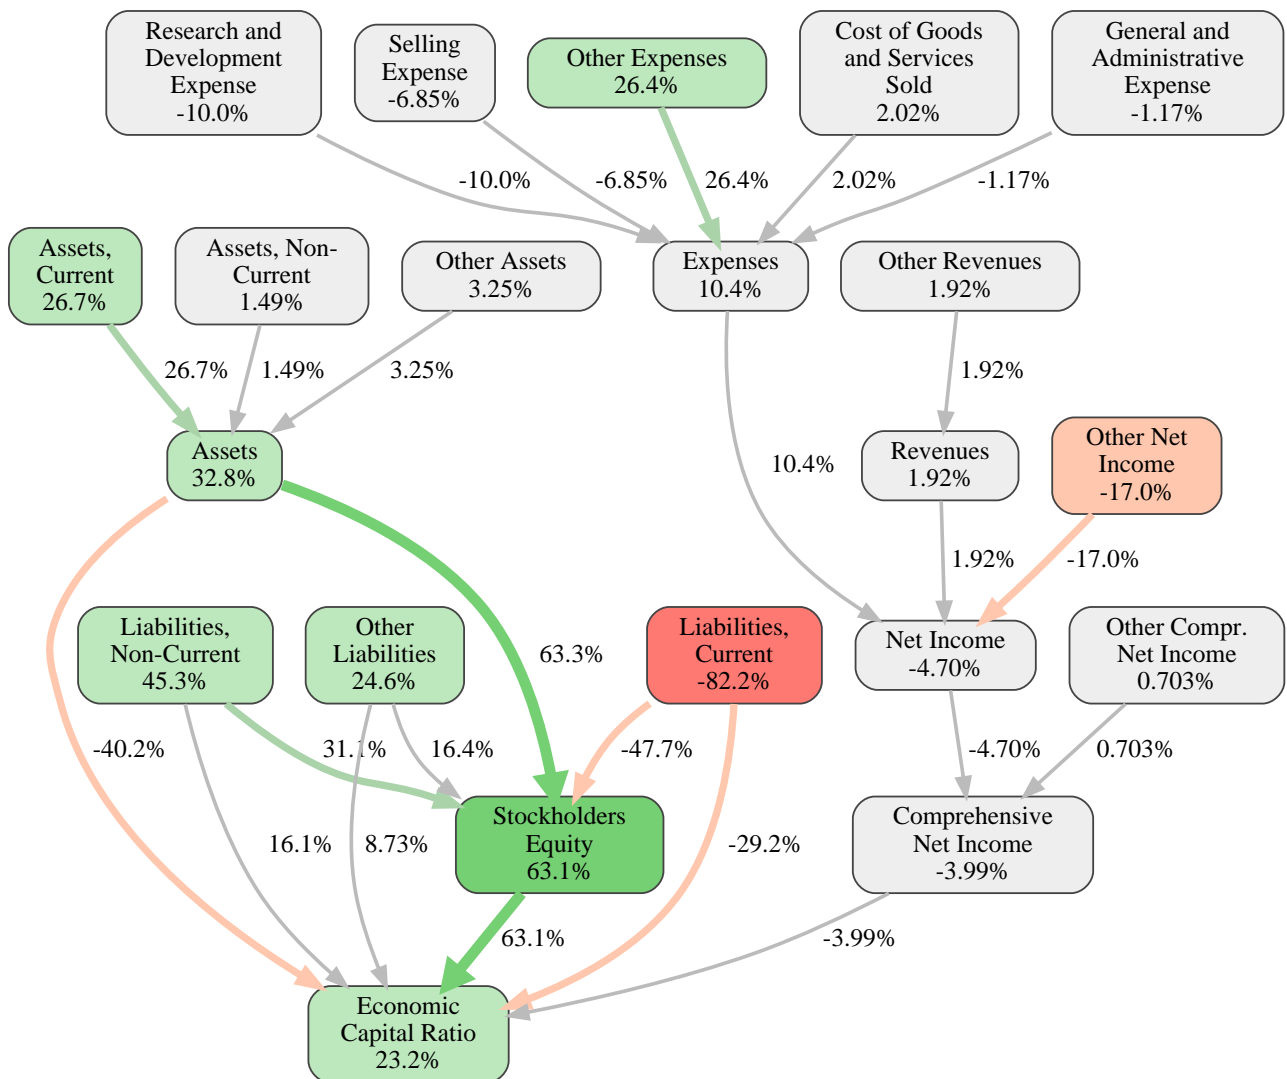 Research and
Development
Expense
-10.0%
Selling
Expense
-6.85%
Other Expenses
26.4%
Cost of Goods
and Services
Sold
2.02%
General and
Administrative
Expense
-1.17%
-10.0%
-6.85%
26.4%
2.02%
-1.17%
Assets,
Current
26.7%
Assets, Non-
Current
1.49%
Other Assets
3.25%
Expenses
10.4%
Other Revenues
1.92%
26.7%
1.49%
3.25%
1.92%
Assets
32.8%
10.4%
Revenues
1.92%
Other Net
Income
-17.0%
1.92%
-17.0%
Liabilities,
Non-Current
45.3%
Other
Liabilities
24.6%
63.3%
Liabilities,
Current
-82.2%
Net Income
-4.70%
Other Compr.
Net Income
0.703%
-40.2%
31.1%
16.4%
-47.7%
-4.70%
0.703%
16.1%
8.73%
Stockholders
Equity
63.1%
-29.2%
Comprehensive
Net Income
-3.99%
63.1%
-3.99%
Economic
Capital Ratio
23.2%